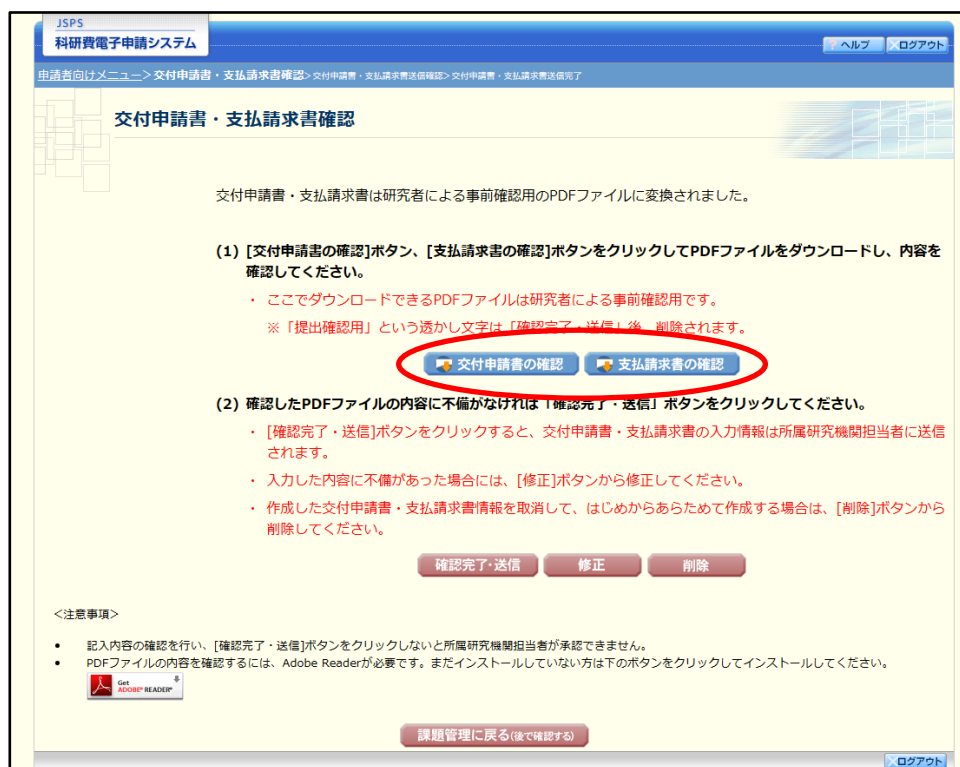 JSPS
科研費電子申請システム
? ヘルプ ログアウト
申請者向けメニュー>交付申請書・支払請求書確認>交付申請書・支払請求書送信確認>交付申請書・支払請求書送信完了
交付申請書・支払請求書確認
交付申請書・支払請求書は研究者による事前確認用のPDFファイルに変換されました。
(1) [交付申請書の確認]ボタン、[支払請求書の確認]ボタンをクリックしてPDFファイルをダウンロードし、内容を
確認してください。
・ ここでダウンロードできるPDFファイルは研究者による事前確認用です。
※「提出確認用」という透かし文字は「確認完了・送信」後、削除されます。
交付申請書の確認 支払請求書の確認
(2) 確認したPDFファイルの内容に不備がなければ「確認完了・送信」ボタンをクリックしてください。
・ [確認完了・送信]ボタンをクリックすると、交付申請書・支払請求書の入力情報は所属研究機関担当者に送信
されます。
・ 入力した内容に不備があった場合には、[修正]ボタンから修正してください。
・ 作成した交付申請書・支払請求書情報を取消して、はじめからあらためて作成する場合は、[削除]ボタンから
削除してください。
確認完了・送信 修正 削除
<注意事項>
• 記入内容の確認を行い、[確認完了・送信]ボタンをクリックしないと所属研究機関担当者が承認できません。
• PDFファイルの内容を確認するには、Adobe Readerが必要です。まだインストールしていない方は下のボタンをクリックしてインストールしてください。
Get
ADOBE® READER®
課題管理に戻る(後で確認する)
ログアウト